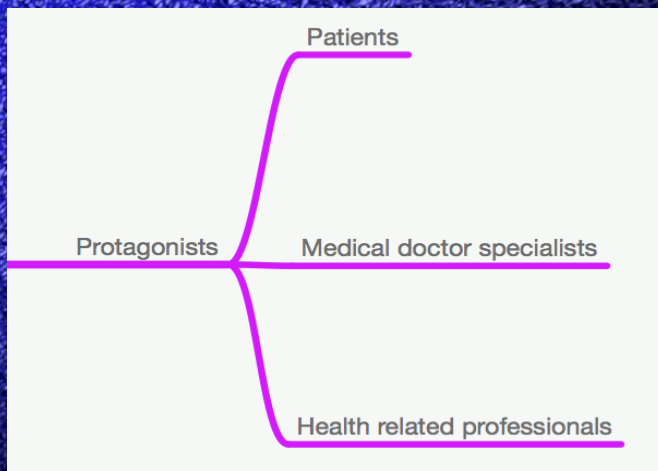 Patients
Protagonists
Medical doctor specialists
Health related professionals